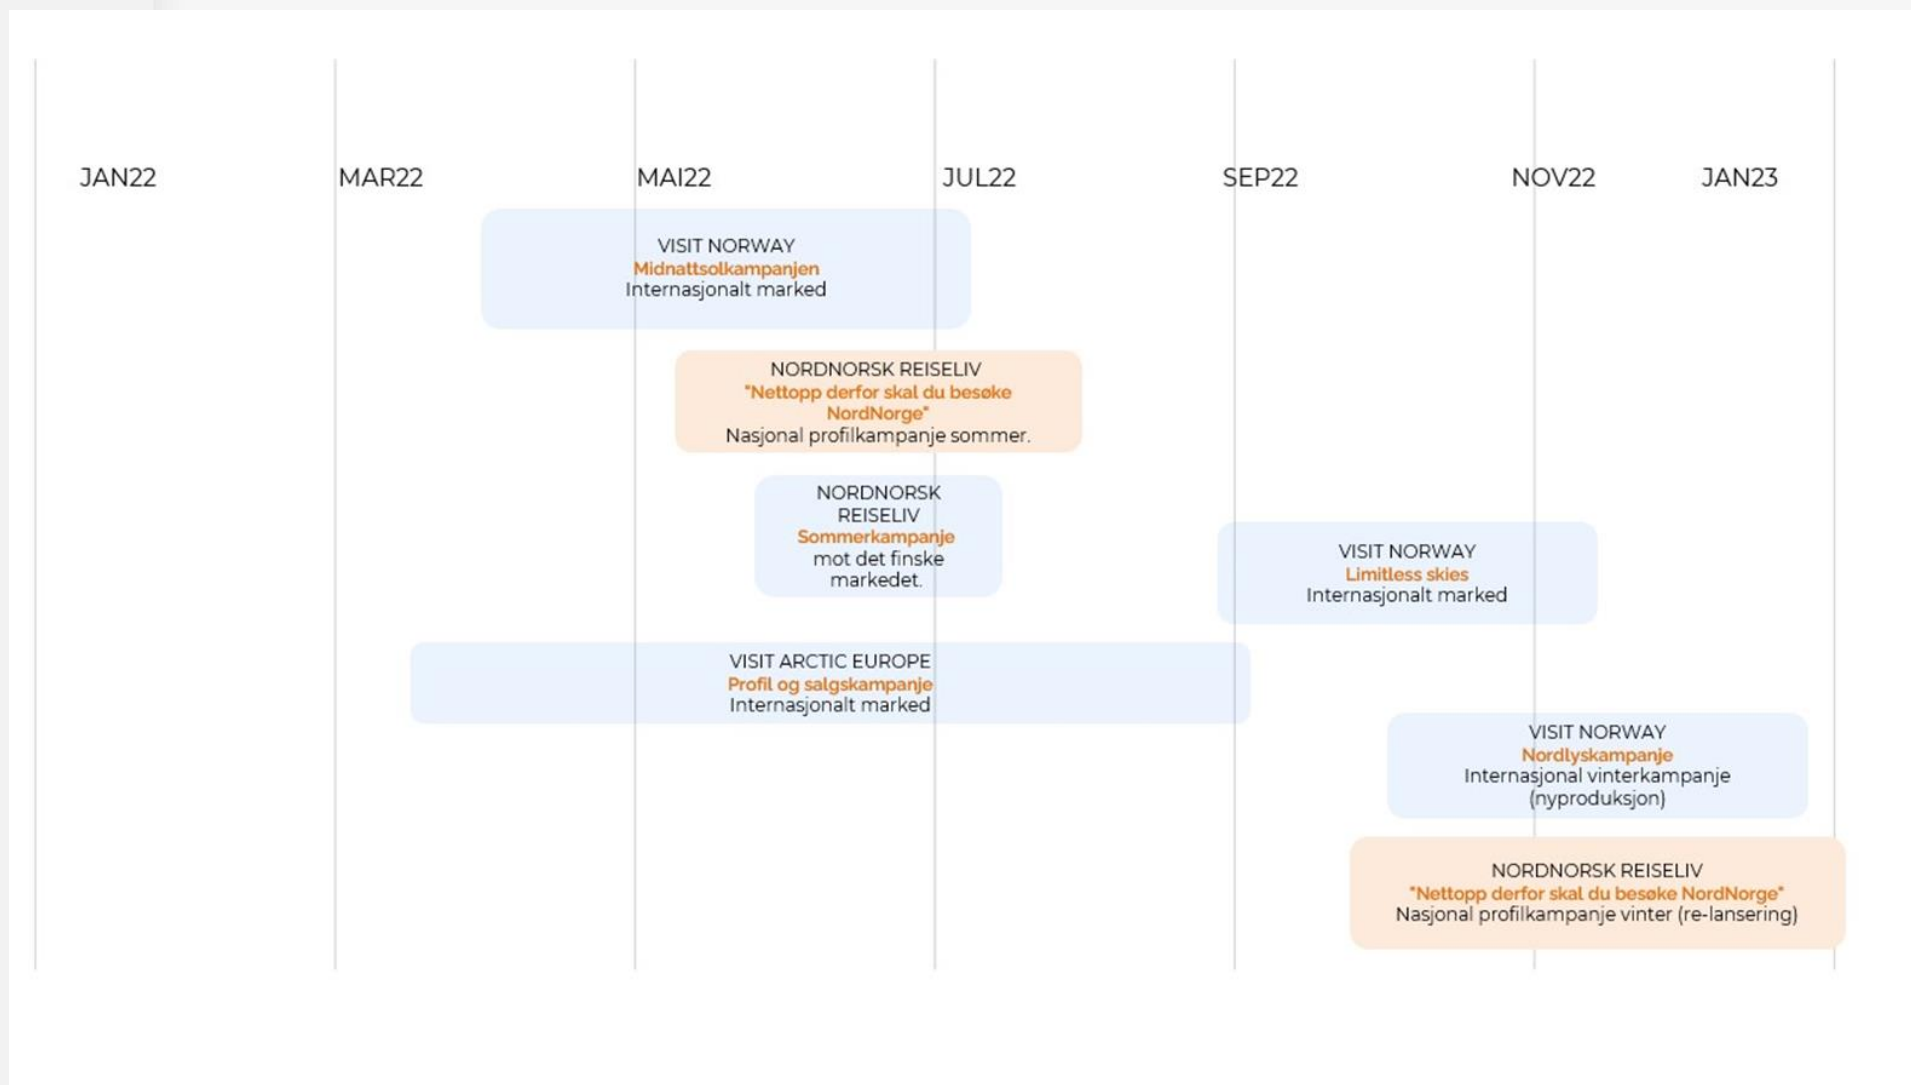 JAN22
MAR22
MAI22
JUL22
SEP22
NOV22
JAN23
VISIT NORWAY
Midnattsolkampanjen
Internasjonalt marked
NORDNORSK REISELIV
"Nettopp derfor skal du besøke
NordNorge"
Nasjonal profilkampanje sommer.
NORDNORSK
REISELIV
Sommerkampanje
mot det finske
markedet.
VISIT NORWAY
Limitless skies
Internasjonalt marked
VISIT ARCTIC EUROPE
Profil og salgskampanje
Internasjonalt marked
VISIT NORWAY
Nordlyskampanje
Internasjonal vinterkampanje
(nyproduksjon)
NORDNORSK REISELIV
"Nettopp derfor skal du besøke NordNorge"
Nasjonal profilkampanje vinter (re-lansering)